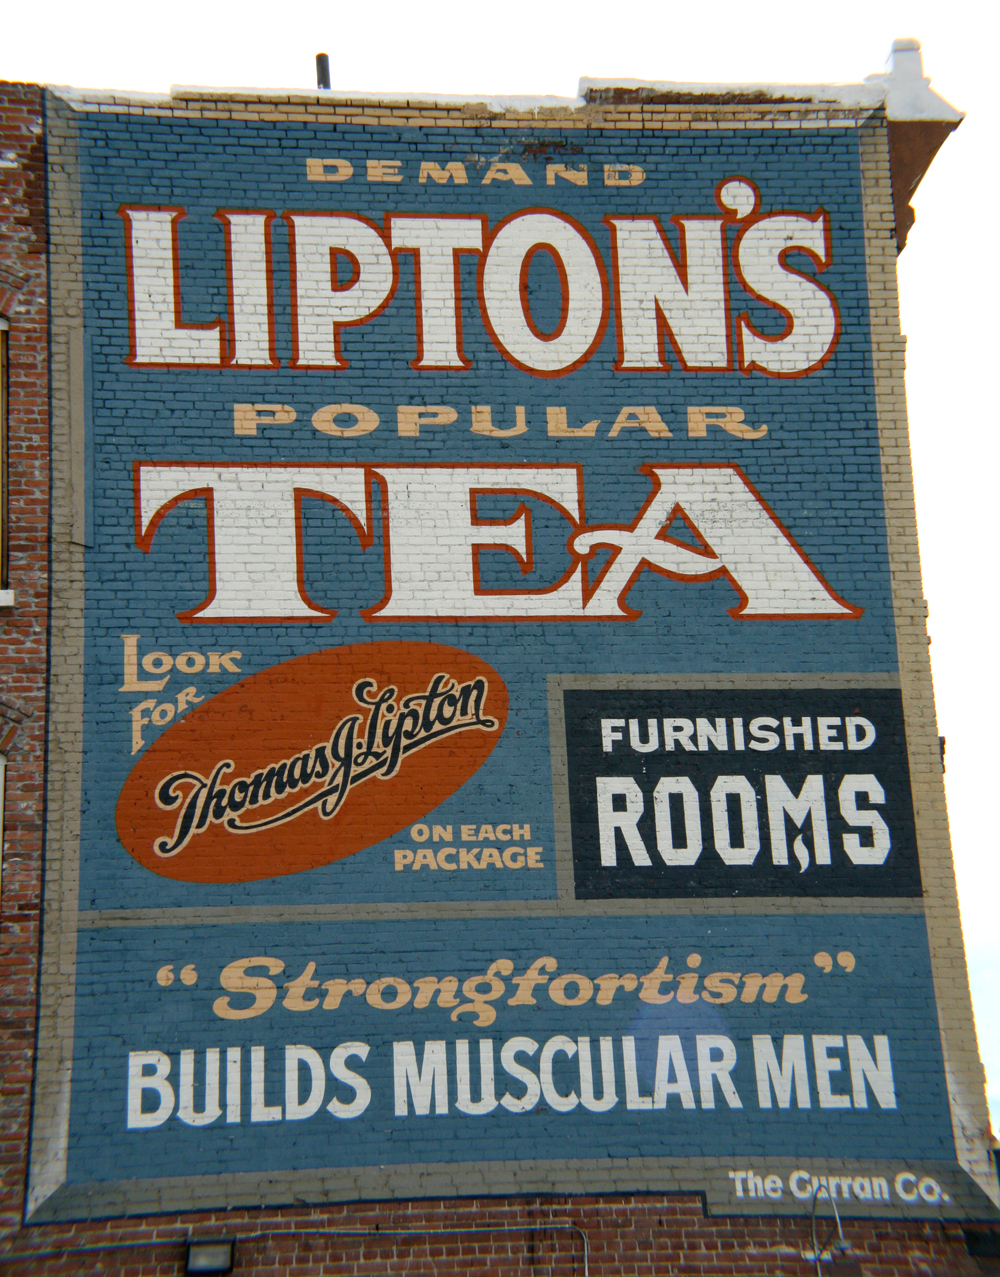 DEMAND
LIPTON'S
POPULAR
TEA
LOOK
FOR
Thomas J. Lipton
ON EACH
PACKAGE
FURNISHED
ROOMS
"Strongfortism"
BUILDS MUSCULAR MEN
The Curran Co.